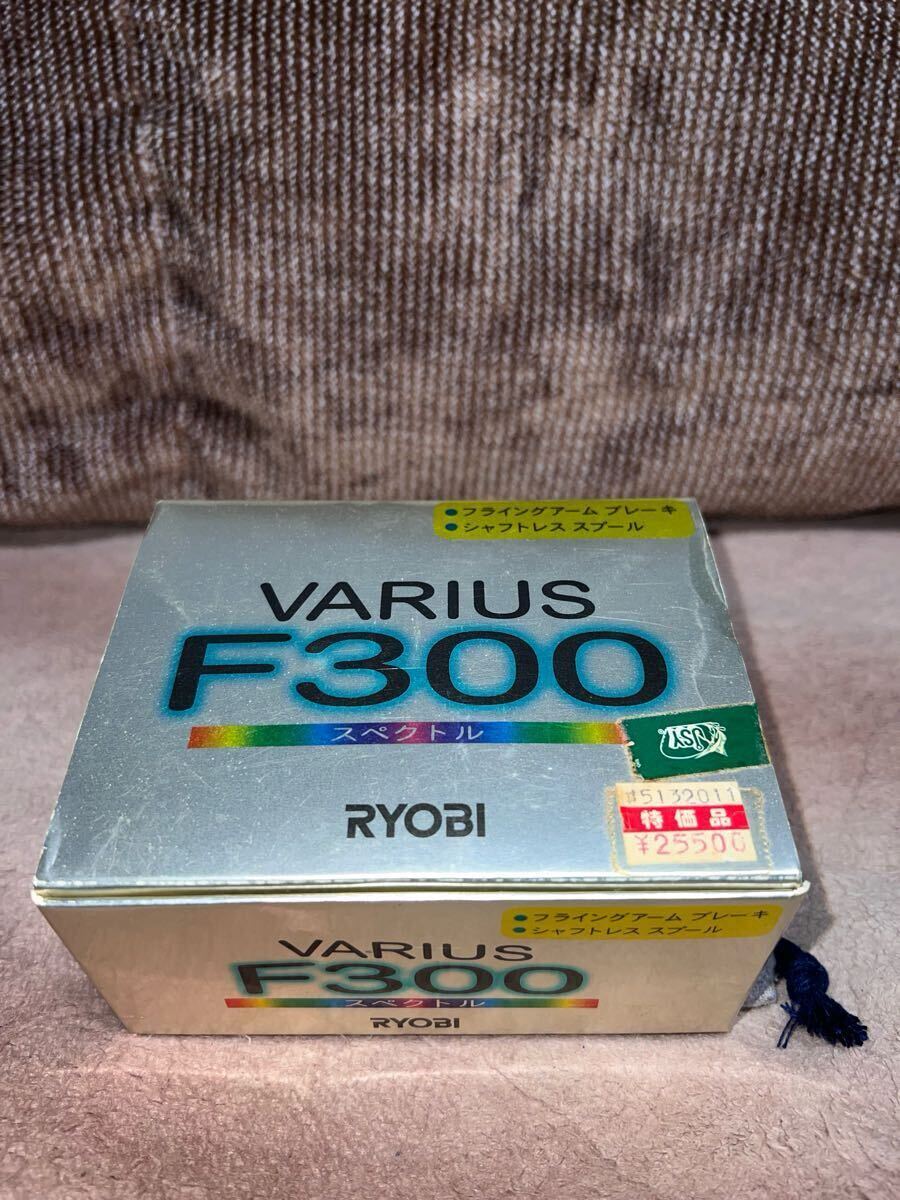 ●フライングアーム ブレーキ
●シャフトレス スプール
VARIUS
F300
スペクトル
JSY
RYOBI
#5132011
特価品
¥25500
●フライングアーム ブレーキ
●シャフトレス スプール
VARIUS
F300
スペクトル
RYOBI